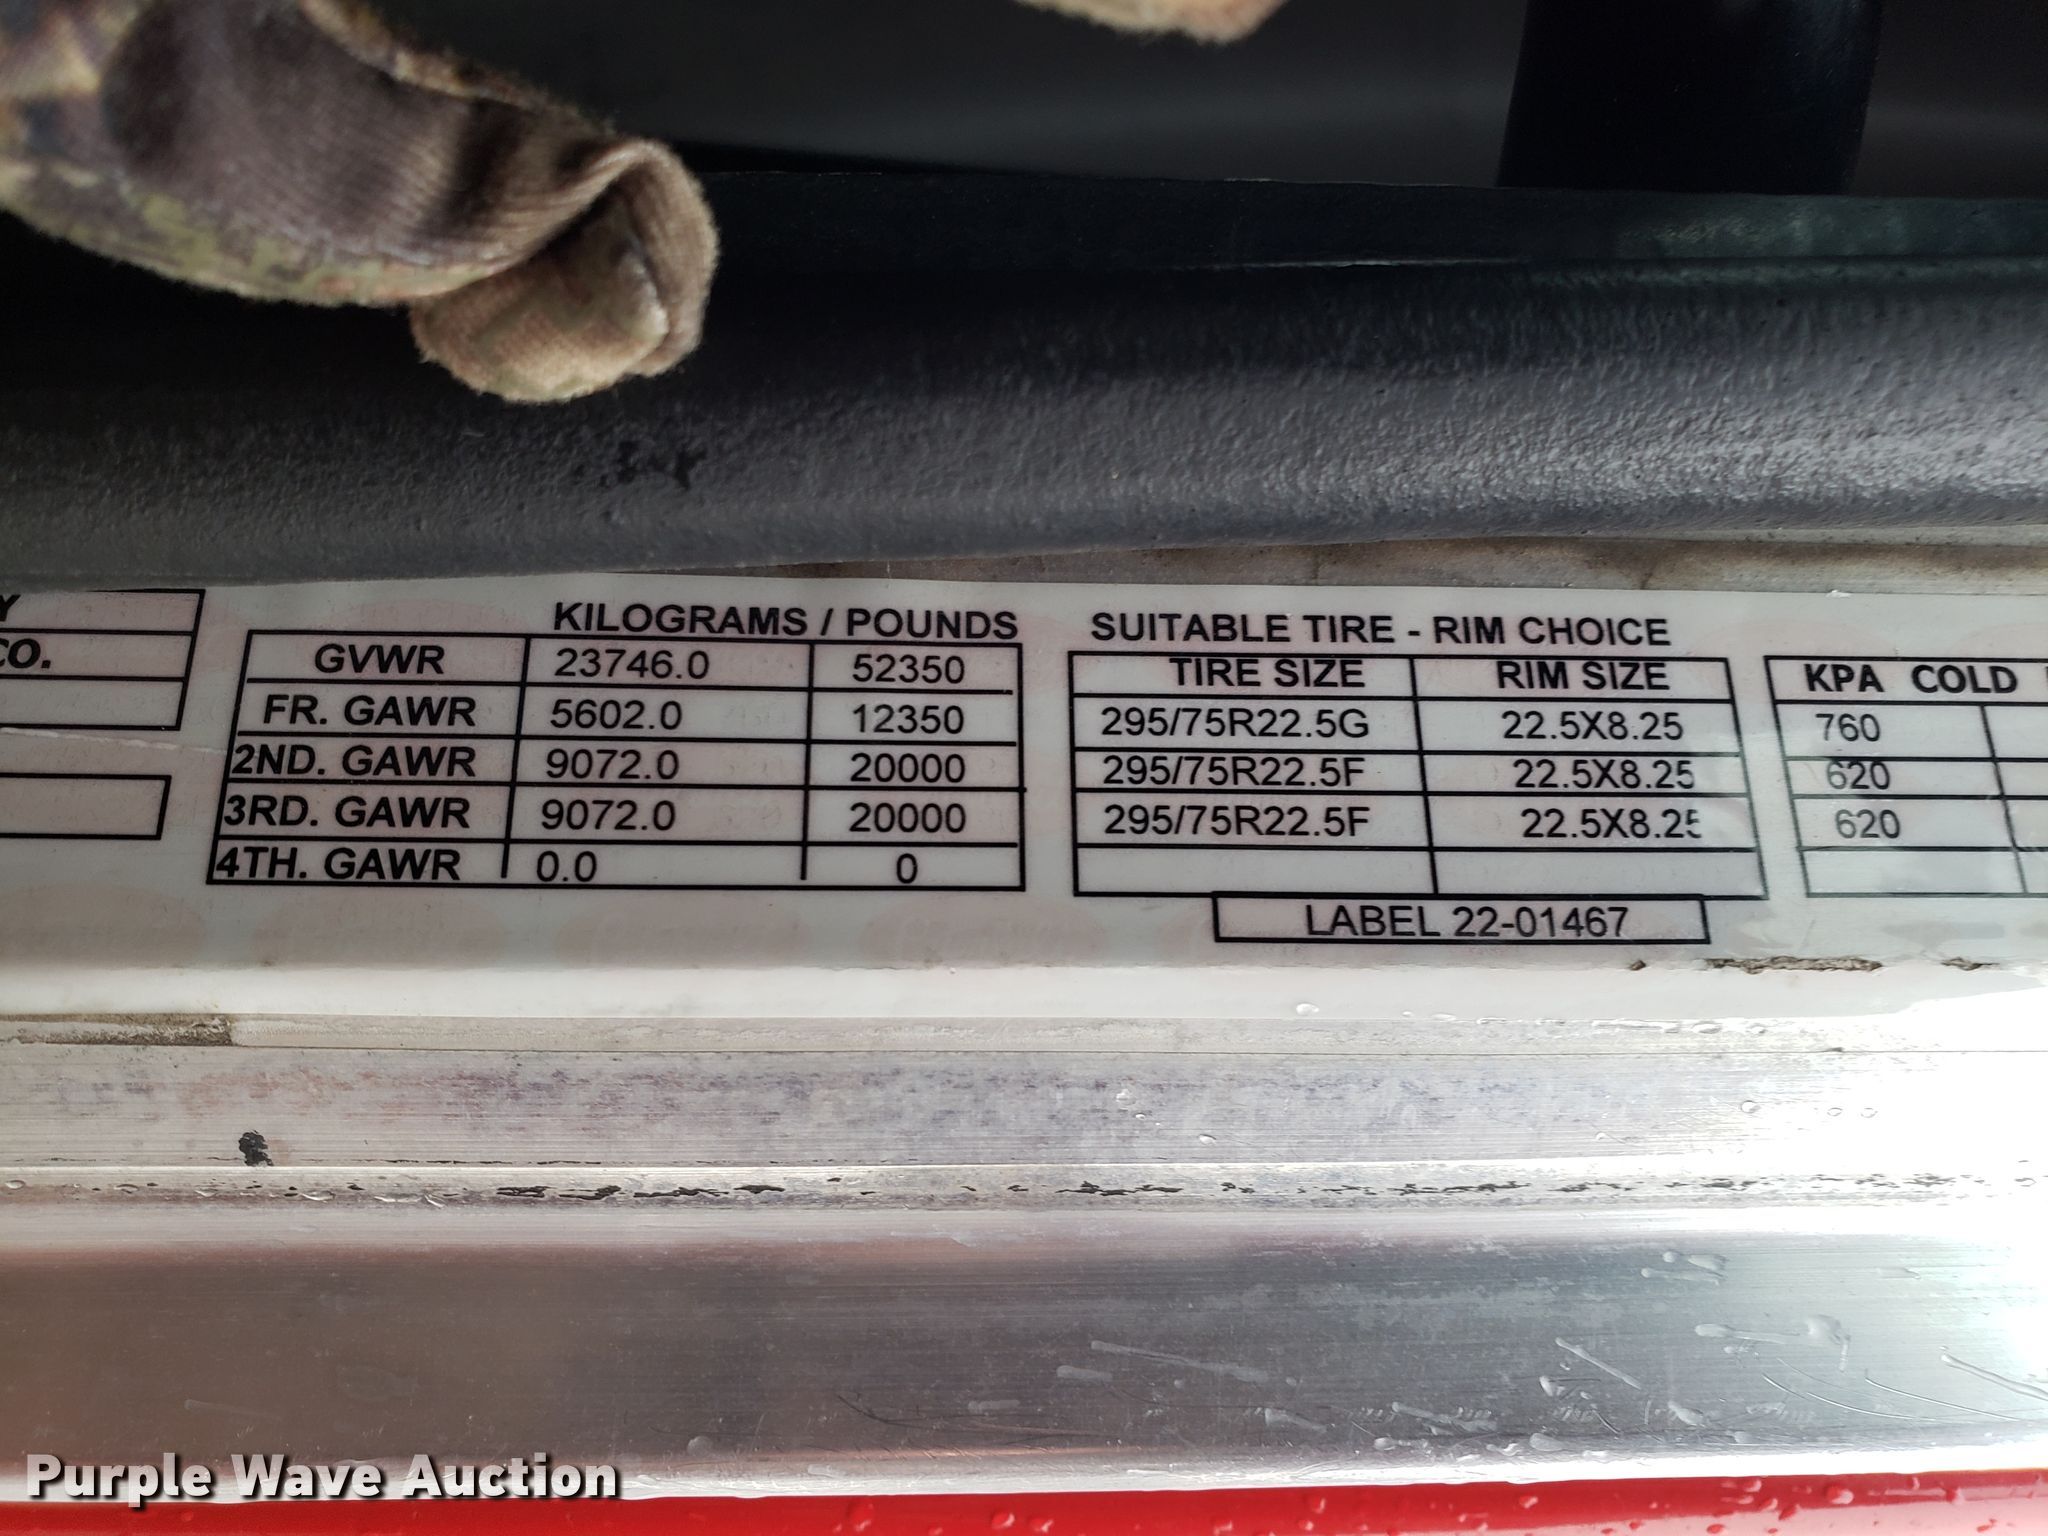 Y
CO.
KILOGRAMS / POUNDS
GVWR 23746.0 52350
FR. GAWR 5602.0 12350
2ND. GAWR 9072.0 20000
3RD. GAWR 9072.0 20000
4TH. GAWR 0.0 0
SUITABLE TIRE - RIM CHOICE
TIRE SIZE RIM SIZE
295/75R22.5G 22.5X8.25
295/75R22.5F 22.5X8.25
295/75R22.5F 22.5X8.25
LABEL 22-01467
KPA COLD
760
620
620
Purple Wave Auction